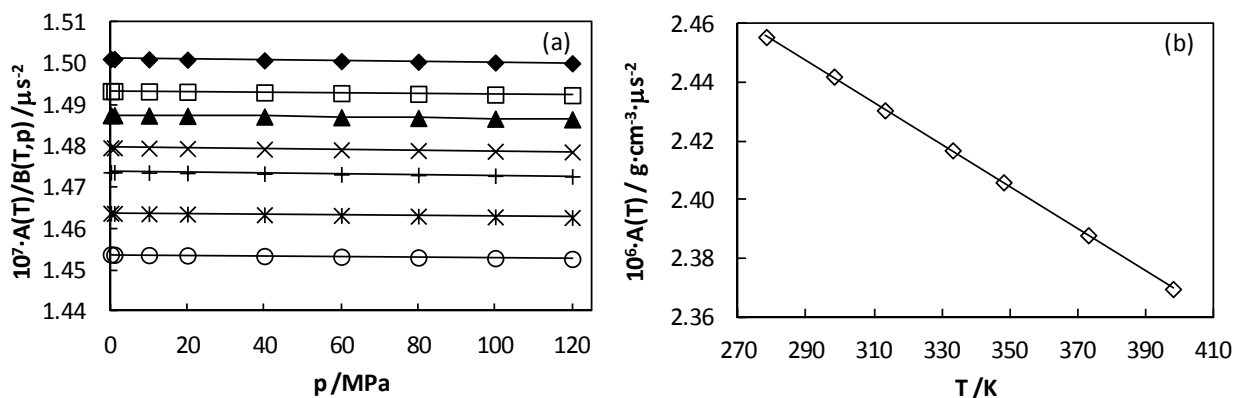 1.51
1.50
1.49
1.48
1.47
1.46
1.45
1.44
10⁷·A(T)/B(T,p) /μs⁻²
(a)
0 20 40 60 80 100 120
p /MPa
2.46
2.44
2.42
2.40
2.38
2.36
10⁶·A(T) / g·cm⁻³·μs⁻²
(b)
270 290 310 330 350 370 390 410
T /K